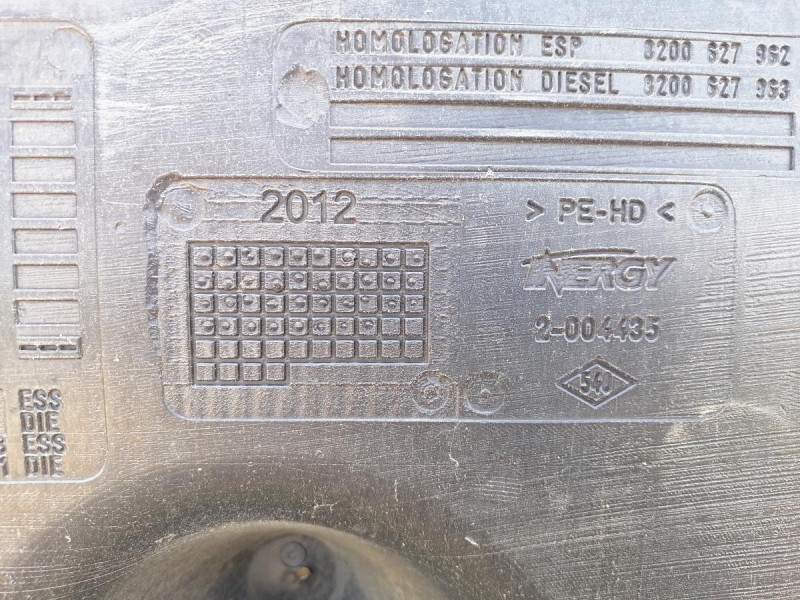 HOMOLOGATION ESP 8200 627 962
HOMOLOGATION DIESEL 8200 627 963
2012
> PE-HD <
INERGY
2-004435
54J
ESS
DIE
ESS
DIE